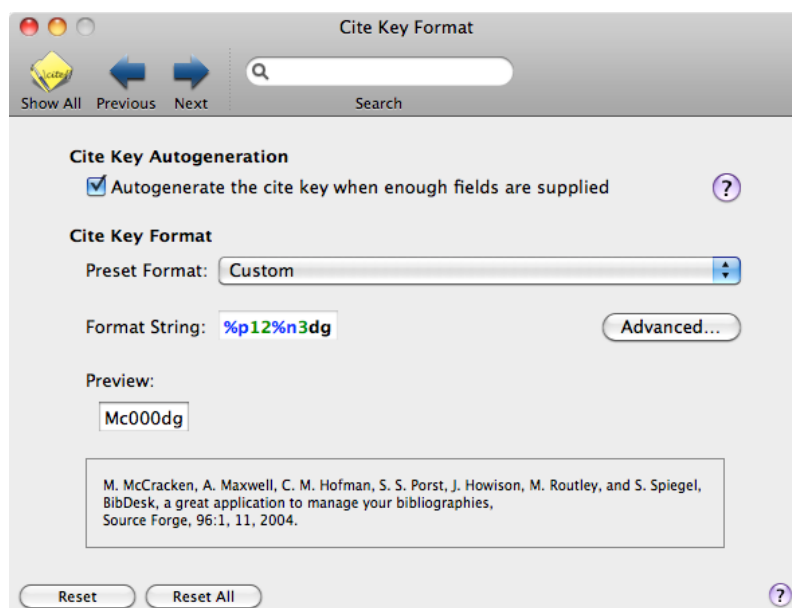 Cite Key Format
\cite{}
Show All Previous Next Search
Cite Key Autogeneration
Autogenerate the cite key when enough fields are supplied ?
Cite Key Format
Preset Format: Custom
Format String: %p12%n3dg Advanced...
Preview:
Mc000dg
M. McCracken, A. Maxwell, C. M. Hofman, S. S. Porst, J. Howison, M. Routley, and S. Spiegel,
BibDesk, a great application to manage your bibliographies,
Source Forge, 96:1, 11, 2004.
Reset Reset All ?